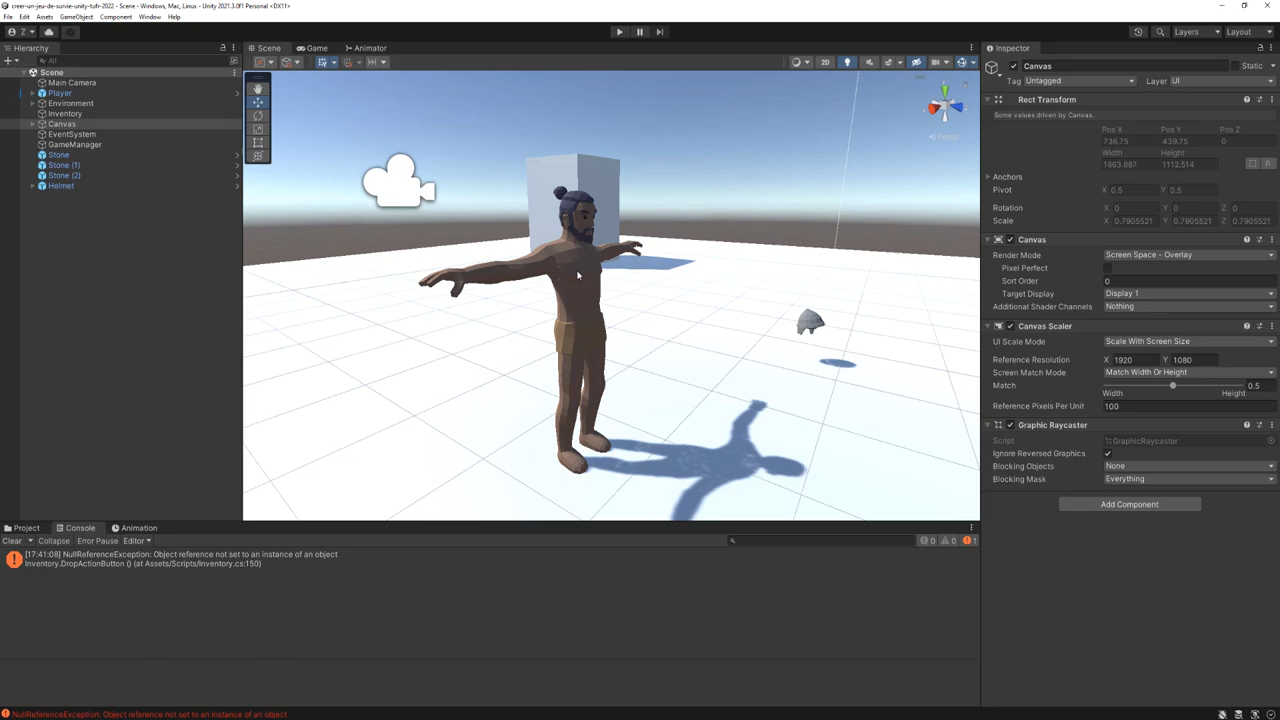 creer-un-jeu-de-survie-unity-tufr-2022 - Scene - Windows, Mac, Linux - Unity 2021.3.0f1 Personal <DX11>
File Edit Assets GameObject Component Window Help
Z Layers Layout
Hierarchy
All
Scene
Main Camera
Player
Environment
Inventory
Canvas
EventSystem
GameManager
Stone
Stone (1)
Stone (2)
Helmet
Scene Game Animator
2D
Persp
Inspector
Canvas Static
Tag Untagged Layer UI
Rect Transform
Some values driven by Canvas.
Pos X Pos Y Pos Z
736.75 439.75 0
Width Height
1863.887 1112.514
R
Anchors
Pivot X 0.5 Y 0.5
Rotation X 0 Y 0 Z 0
Scale X 0.7905521 Y 0.7905521 Z 0.7905521
Canvas
Render Mode Screen Space - Overlay
Pixel Perfect
Sort Order 0
Target Display Display 1
Additional Shader Channels Nothing
Canvas Scaler
UI Scale Mode Scale With Screen Size
Reference Resolution X 1920 Y 1080
Screen Match Mode Match Width Or Height
Match 0.5
Width Height
Reference Pixels Per Unit 100
Graphic Raycaster
Script GraphicRaycaster
Ignore Reversed Graphics
Blocking Objects None
Blocking Mask Everything
Add Component
Project Console Animation
Clear Collapse Error Pause Editor 0 0 1
[17:41:08] NullReferenceException: Object reference not set to an instance of an object
Inventory.DropActionButton () (at Assets/Scripts/Inventory.cs:150)
NullReferenceException: Object reference not set to an instance of an object